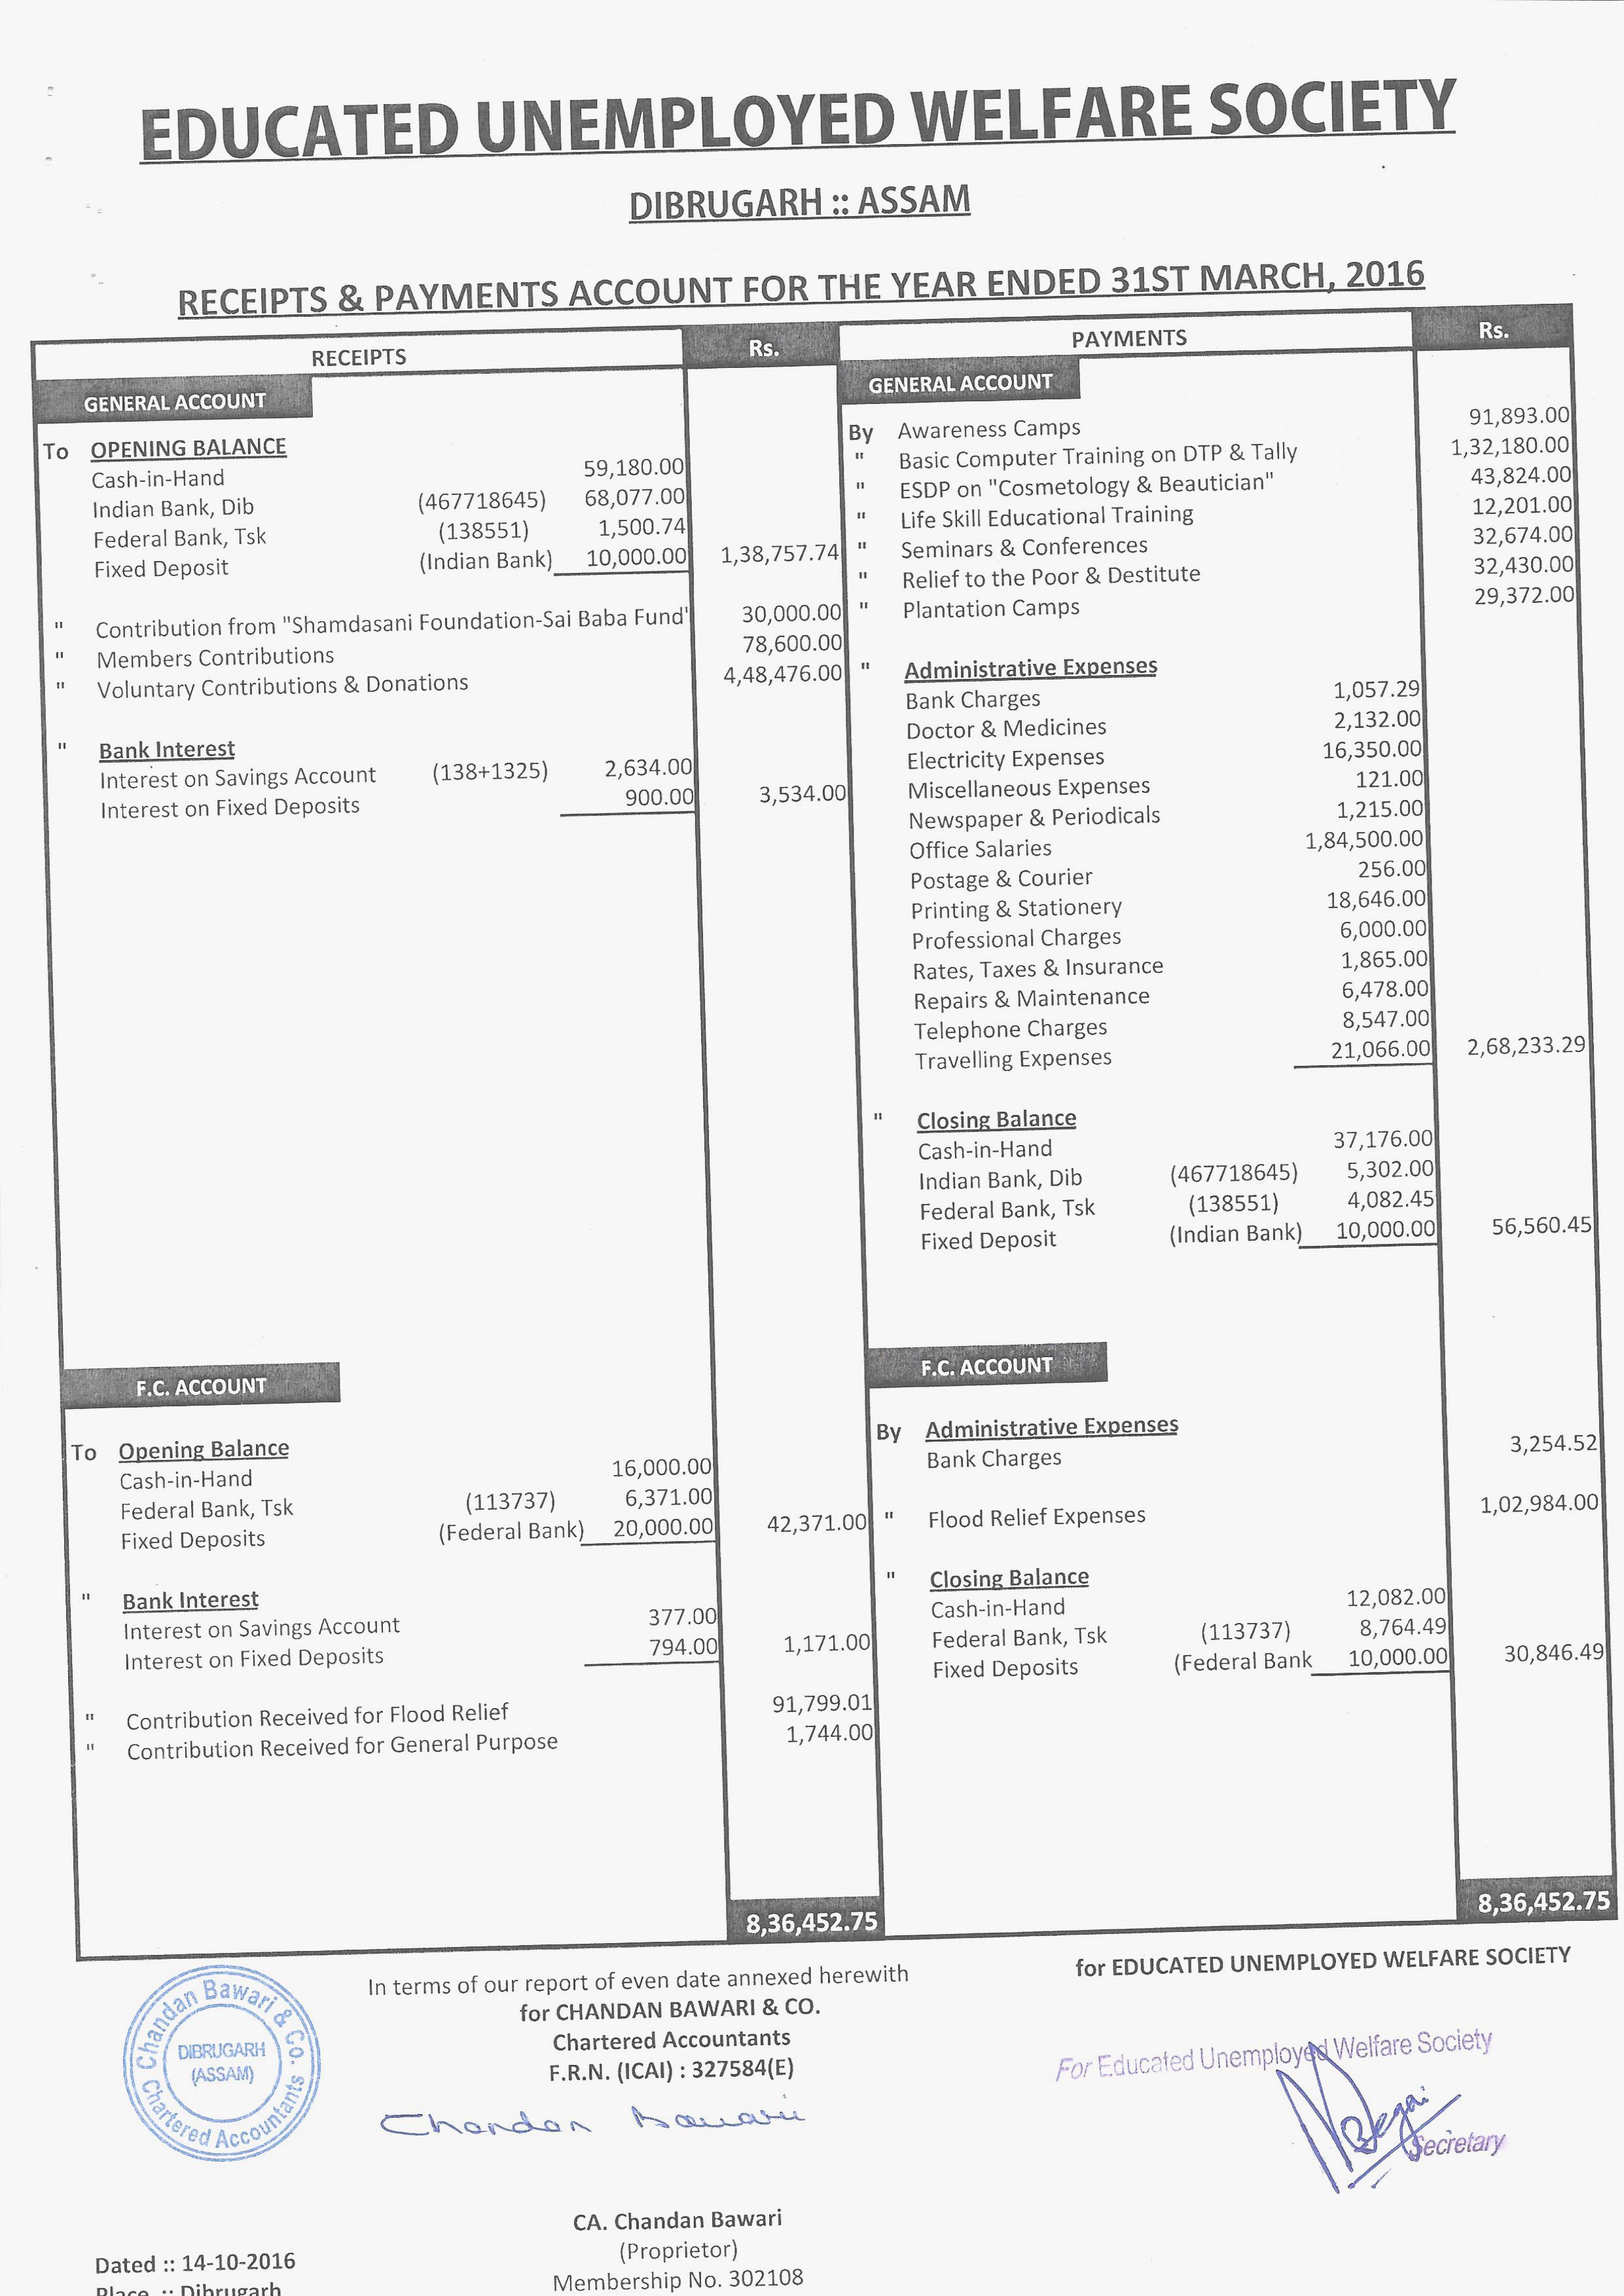 EDUCATED UNEMPLOYED WELFARE SOCIETY
DIBRUGARH :: ASSAM
RECEIPTS & PAYMENTS ACCOUNT FOR THE YEAR ENDED 31ST MARCH, 2016
RECEIPTS Rs.
GENERAL ACCOUNT
To OPENING BALANCE
Cash-in-Hand 59,180.00
Indian Bank, Dib (467718645) 68,077.00
Federal Bank, Tsk (138551) 1,500.74
Fixed Deposit (Indian Bank) 10,000.00 1,38,757.74
" Contribution from "Shamdasani Foundation-Sai Baba Fund' 30,000.00
" Members Contributions 78,600.00
" Voluntary Contributions & Donations 4,48,476.00
" Bank Interest
Interest on Savings Account (138+1325) 2,634.00
Interest on Fixed Deposits 900.00 3,534.00
F.C. ACCOUNT
To Opening Balance
Cash-in-Hand 16,000.00
Federal Bank, Tsk (113737) 6,371.00
Fixed Deposits (Federal Bank) 20,000.00 42,371.00
" Bank Interest
Interest on Savings Account 377.00
Interest on Fixed Deposits 794.00 1,171.00
" Contribution Received for Flood Relief 91,799.01
" Contribution Received for General Purpose 1,744.00
8,36,452.75
PAYMENTS Rs.
GENERAL ACCOUNT
By Awareness Camps 91,893.00
" Basic Computer Training on DTP & Tally 1,32,180.00
" ESDP on "Cosmetology & Beautician" 43,824.00
" Life Skill Educational Training 12,201.00
" Seminars & Conferences 32,674.00
" Relief to the Poor & Destitute 32,430.00
" Plantation Camps 29,372.00
" Administrative Expenses
Bank Charges 1,057.29
Doctor & Medicines 2,132.00
Electricity Expenses 16,350.00
Miscellaneous Expenses 121.00
Newspaper & Periodicals 1,215.00
Office Salaries 1,84,500.00
Postage & Courier 256.00
Printing & Stationery 18,646.00
Professional Charges 6,000.00
Rates, Taxes & Insurance 1,865.00
Repairs & Maintenance 6,478.00
Telephone Charges 8,547.00
Travelling Expenses 21,066.00 2,68,233.29
" Closing Balance
Cash-in-Hand 37,176.00
Indian Bank, Dib (467718645) 5,302.00
Federal Bank, Tsk (138551) 4,082.45
Fixed Deposit (Indian Bank) 10,000.00 56,560.45
F.C. ACCOUNT
By Administrative Expenses
Bank Charges 3,254.52
" Flood Relief Expenses 1,02,984.00
" Closing Balance
Cash-in-Hand 12,082.00
Federal Bank, Tsk (113737) 8,764.49
Fixed Deposits (Federal Bank 10,000.00 30,846.49
8,36,452.75
In terms of our report of even date annexed herewith
for CHANDAN BAWARI & CO.
Chartered Accountants
F.R.N. (ICAI) : 327584(E)
Chandan Bawari
CA. Chandan Bawari
(Proprietor)
Membership No. 302108
Chandan Bawari & Co.
Chartered Accountants
DIBRUGARH
(ASSAM)
Dated :: 14-10-2016
Place :: Dibrugarh
for EDUCATED UNEMPLOYED WELFARE SOCIETY
For Educated Unemployed Welfare Society
Secretary